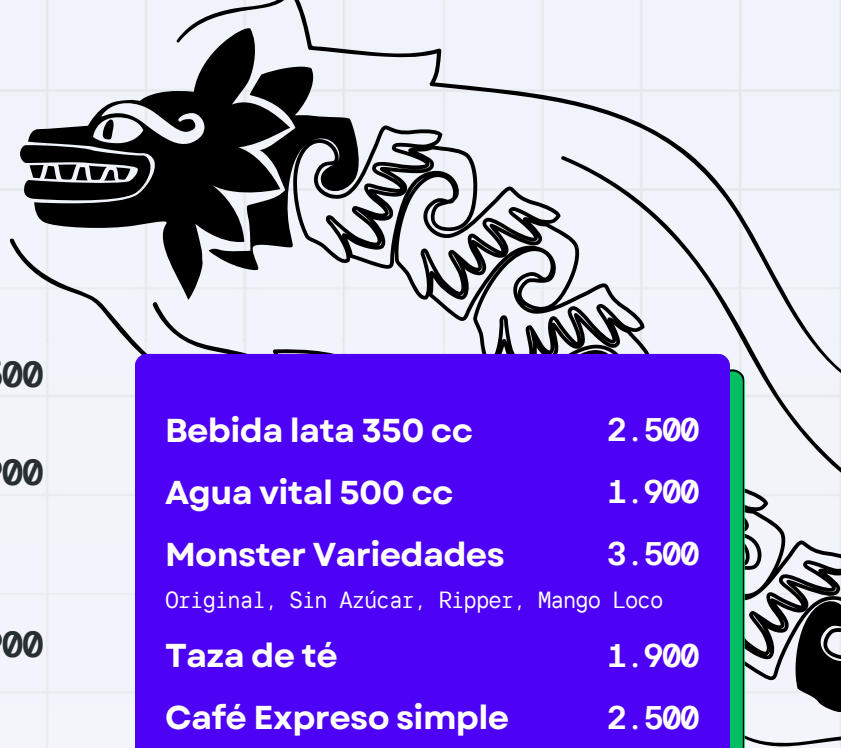 Bebida lata 350 cc 2.500
Agua vital 500 cc 1.900
Monster Variedades 3.500
Original, Sin Azúcar, Ripper, Mango Loco
Taza de té 1.900
Café Expreso simple 2.500